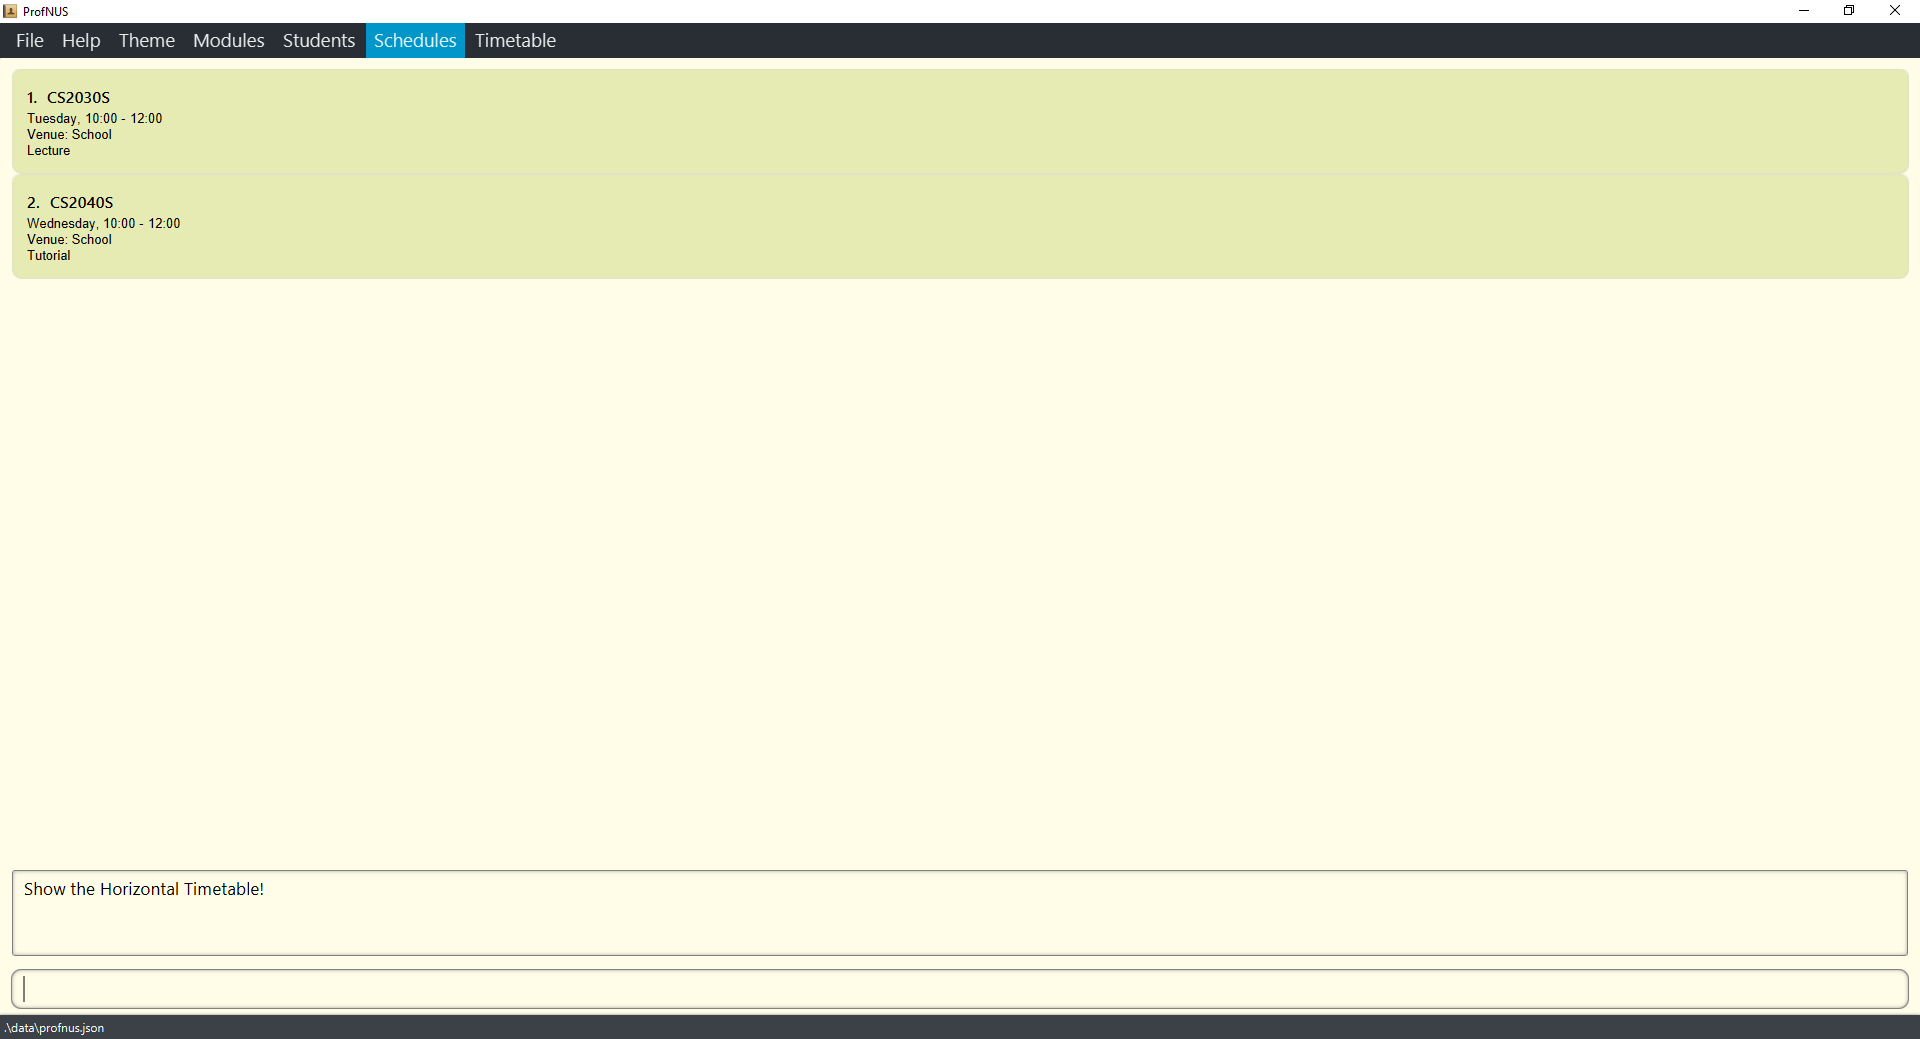 ProfNUS
File Help Theme Modules Students Schedules Timetable
1. CS2030S
Tuesday, 10:00 - 12:00
Venue: School
Lecture
2. CS2040S
Wednesday, 10:00 - 12:00
Venue: School
Tutorial
Show the Horizontal Timetable!
.\data\profnus.json